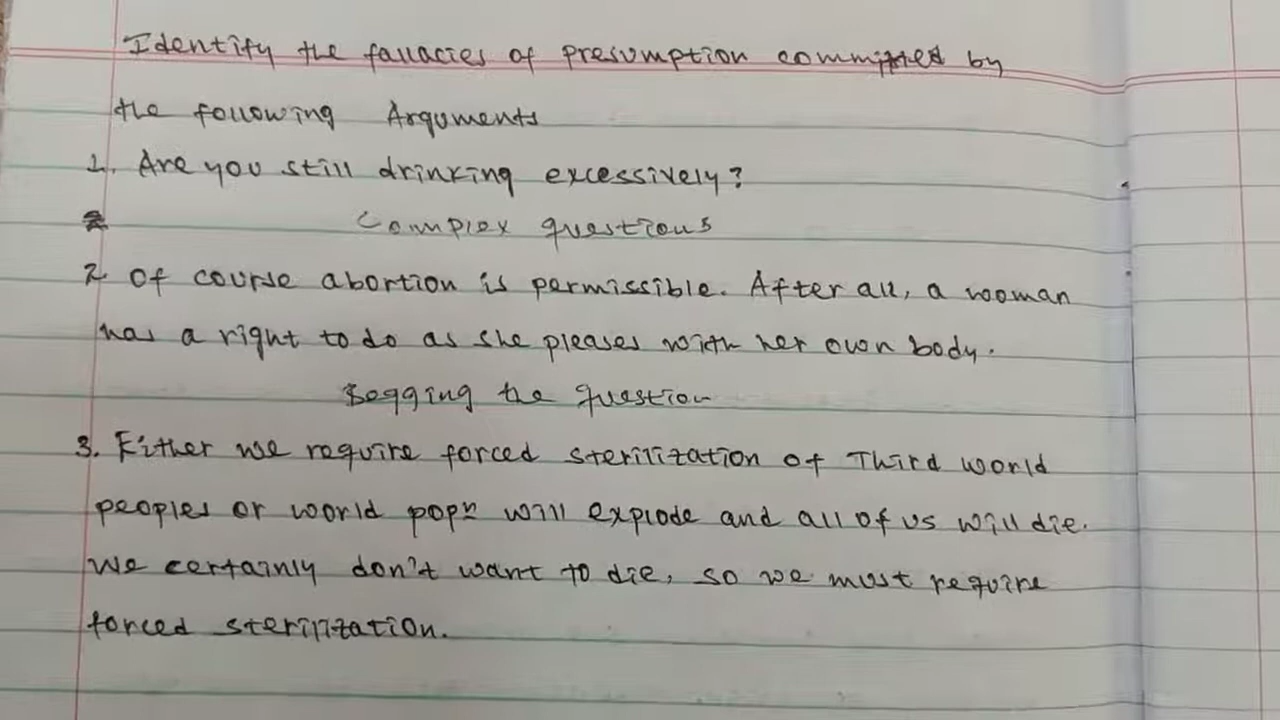 Identify the fallacies of presumption committed by
the following Arguments
1. Are you still drinking excessively?
Complex questions
2 Of course abortion is permissible. After all, a woman
has a right to do as she pleases with her own body.
Begging the question
3. Either we require forced sterilization of Third World
peoples or world popn will explode and all of us will die.
We certainly don't want to die, so we must require
forced sterilization.